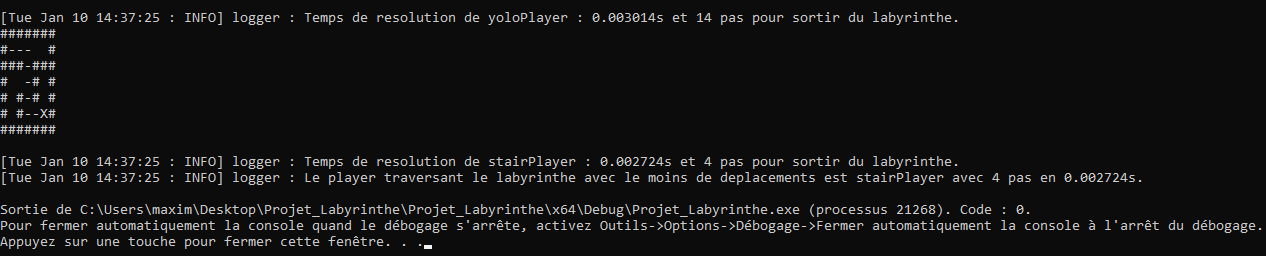 [Tue Jan 10 14:37:25 : INFO] logger : Temps de resolution de yoloPlayer : 0.003014s et 14 pas pour sortir du labyrinthe.
#######
#---  #
###-###
#  -# #
# #-# #
# #--X#
#######
[Tue Jan 10 14:37:25 : INFO] logger : Temps de resolution de stairPlayer : 0.002724s et 4 pas pour sortir du labyrinthe.
[Tue Jan 10 14:37:25 : INFO] logger : Le player traversant le labyrinthe avec le moins de deplacements est stairPlayer avec 4 pas en 0.002724s.
Sortie de C:\Users\maxim\Desktop\Projet_Labyrinthe\Projet_Labyrinthe\x64\Debug\Projet_Labyrinthe.exe (processus 21268). Code : 0.
Pour fermer automatiquement la console quand le débogage s'arrête, activez Outils->Options->Débogage->Fermer automatiquement la console à l'arrêt du débogage.
Appuyez sur une touche pour fermer cette fenêtre. . .